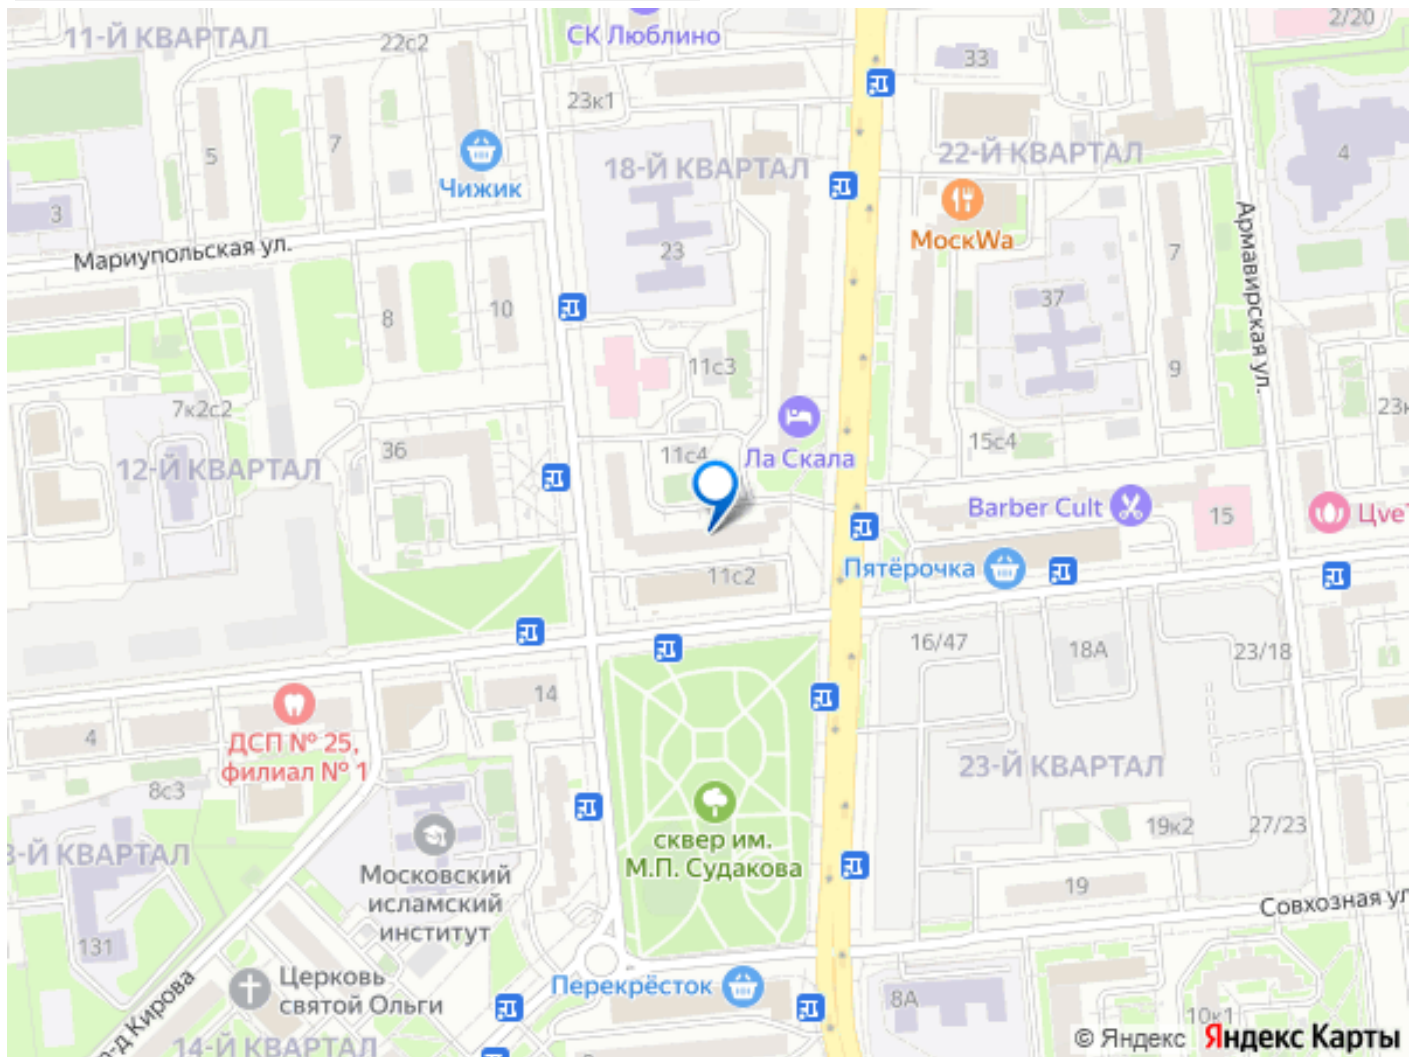 11-Й КВАРТАЛ
22с2
СК Люблино
33
2/20
23к1
5
7
Чижик
18-Й КВАРТАЛ
22-Й КВАРТАЛ
4
3
МоскWa
Мариупольская ул.
23
7
Армавирская ул.
37
8
10
11с3
9
7к2с2
36
Ла Скала
15с4
12-Й КВАРТАЛ
11с4
Barber Cult
15
Пятёрочка
11с2
16/47
18А
23/18
14
4
ДСП № 25,
филиал № 1
23-Й КВАРТАЛ
8с3
19к2
27/23
сквер им.
М.П. Судакова
-Й КВАРТАЛ
Московский
исламский
институт
19
Совхозная
131
Церковь
святой Ольги
Перекрёсток
8А
10к1
-д Кирова
14-Й КВАРТАЛ
© Яндекс Яндекс Карты